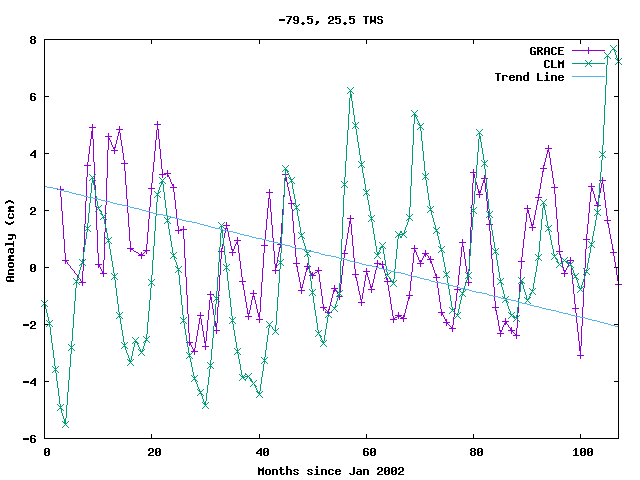 -79.5, 25.5 TWS
GRACE
CLM
Trend Line
8
6
4
2
0
-2
-4
-6
Anomaly (cm)
0 20 40 60 80 100
Months since Jan 2002